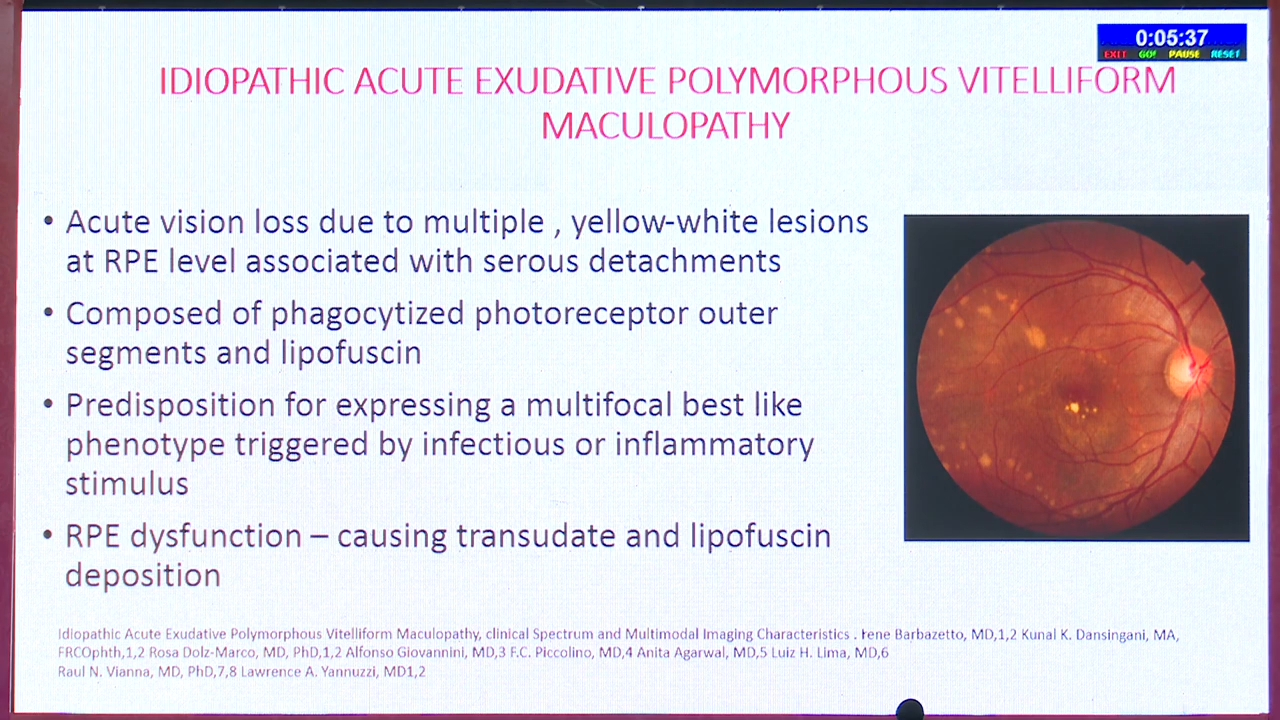 0:05:37
EXIT GO! PAUSE RESET
IDIOPATHIC ACUTE EXUDATIVE POLYMORPHOUS VITELLIFORM
MACULOPATHY
• Acute vision loss due to multiple , yellow-white lesions
at RPE level associated with serous detachments
• Composed of phagocytized photoreceptor outer
segments and lipofuscin
• Predisposition for expressing a multifocal best like
phenotype triggered by infectious or inflammatory
stimulus
• RPE dysfunction – causing transudate and lipofuscin
deposition
Idiopathic Acute Exudative Polymorphous Vitelliform Maculopathy, clinical Spectrum and Multimodal Imaging Characteristics . Irene Barbazetto, MD,1,2 Kunal K. Dansingani, MA,
FRCOphth,1,2 Rosa Dolz-Marco, MD, PhD,1,2 Alfonso Giovannini, MD,3 F.C. Piccolino, MD,4 Anita Agarwal, MD,5 Luiz H. Lima, MD,6
Raul N. Vianna, MD, PhD,7,8 Lawrence A. Yannuzzi, MD1,2